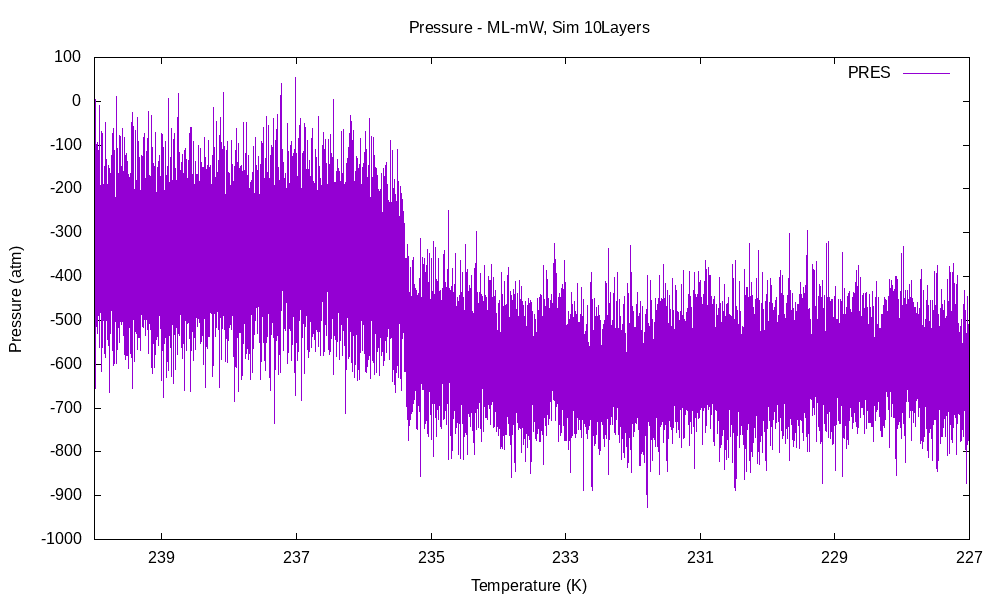 Pressure - ML-mW, Sim 10Layers
PRES
100
0
-100
-200
-300
-400
-500
-600
-700
-800
-900
-1000
Pressure (atm)
239 237 235 233 231 229 227
Temperature (K)